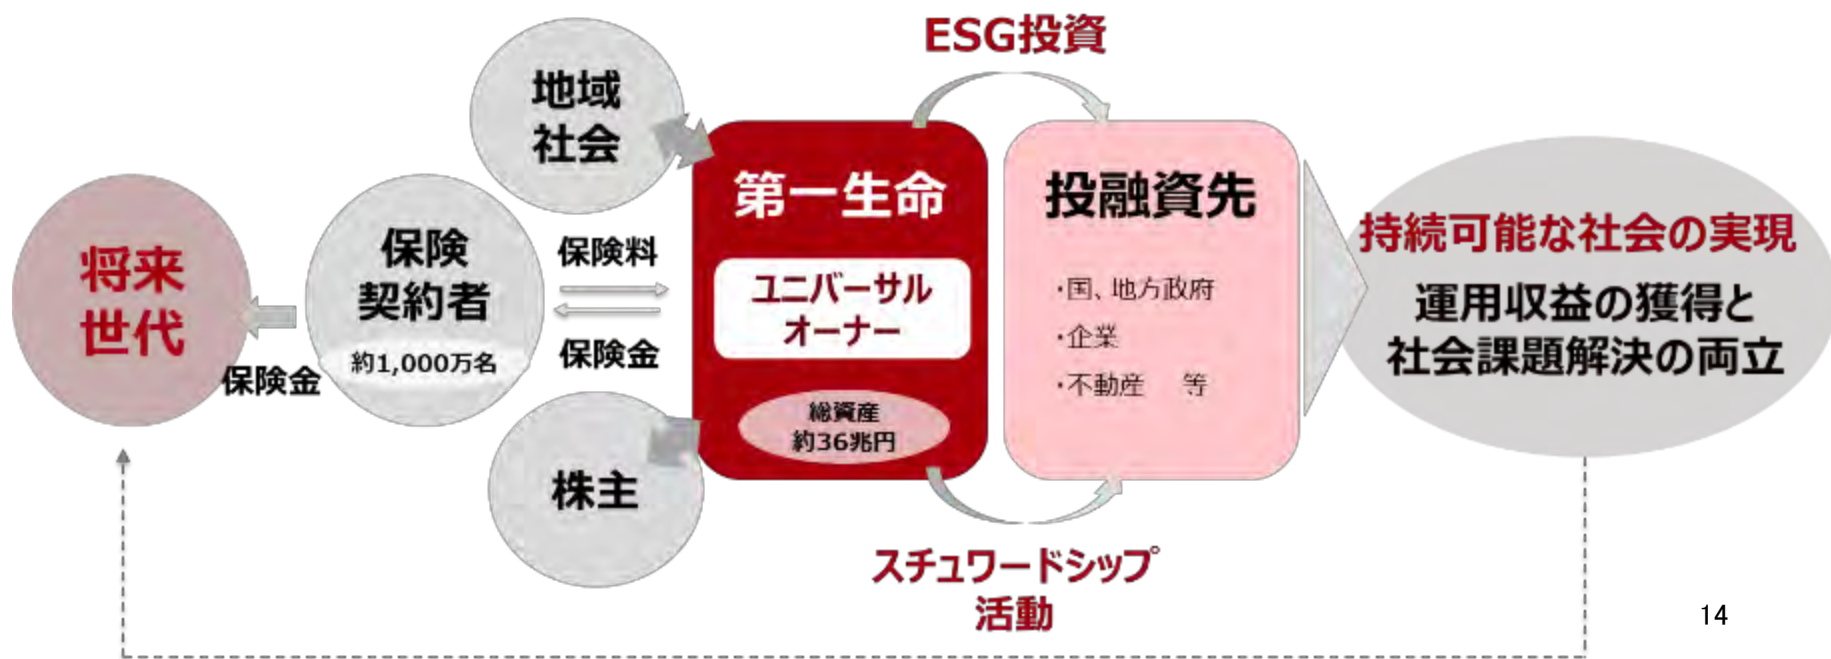 ESG投資
地域
社会
第一生命
ユニバーサル
オーナー
総資産
約36兆円
投融資先
・国、地方政府
・企業
・不動産　等
持続可能な社会の実現
運用収益の獲得と
社会課題解決の両立
将来
世代
保険金
保険
契約者
約1,000万名
保険料
保険金
株主
スチュワードシップ
活動
14